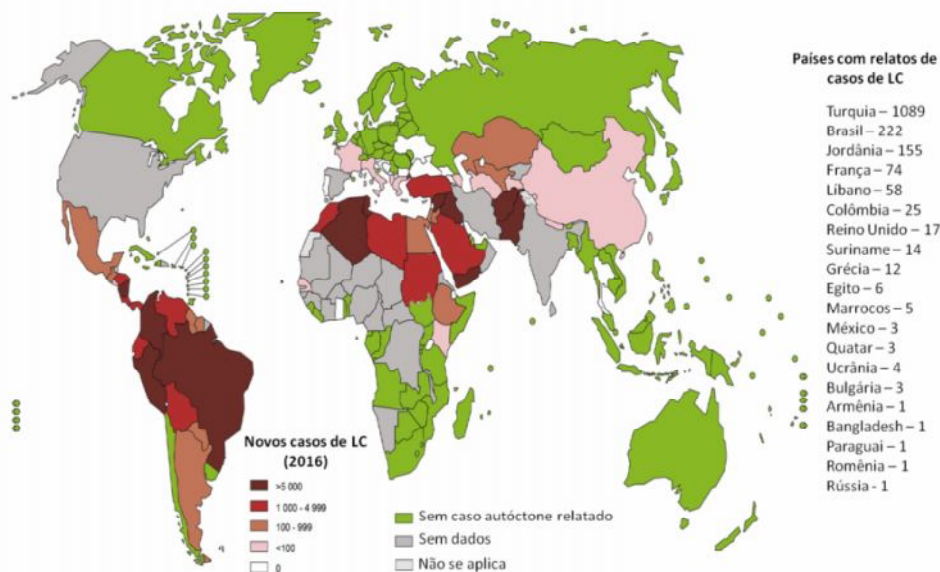 Países com relatos de
casos de LC
Turquia – 1089
Brasil – 222
Jordânia – 155
França – 74
Líbano – 58
Colômbia – 25
Reino Unido – 17
Suriname – 14
Grécia – 12
Egito – 6
Marrocos – 5
México – 3
Quatar – 3
Ucrânia – 4
Bulgária – 3
Armênia – 1
Bangladesh – 1
Paraguai – 1
Romênia – 1
Rússia - 1
Novos casos de LC
(2016)
>5 000
1 000 - 4 999
100 - 999
<100
0
Sem caso autóctone relatado
Sem dados
Não se aplica